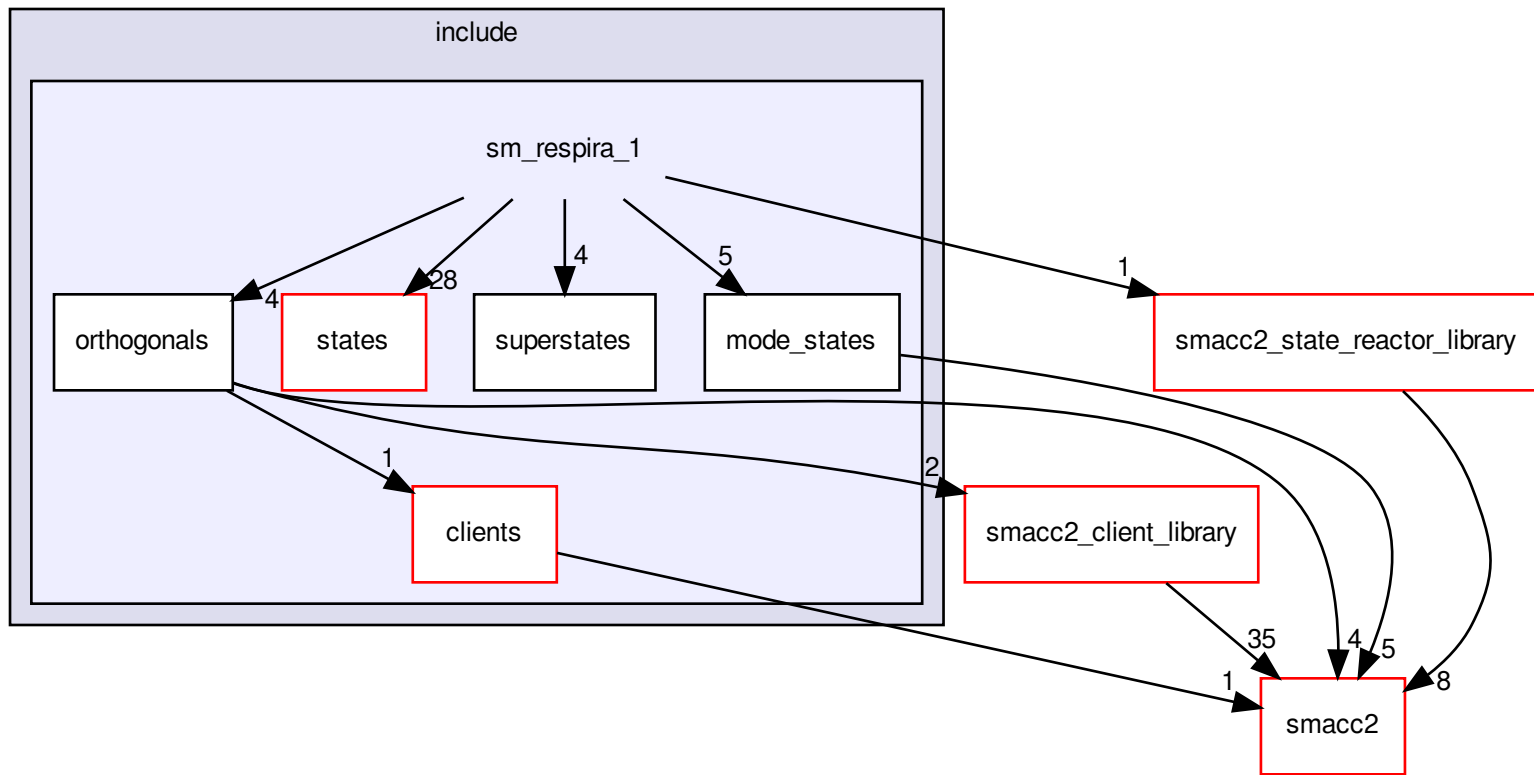 include
sm_respira_1
5
4
28
4
1
orthogonals
states
superstates
mode_states
smacc2_state_reactor_library
1
2
clients
smacc2_client_library
35
4
5
1
8
smacc2